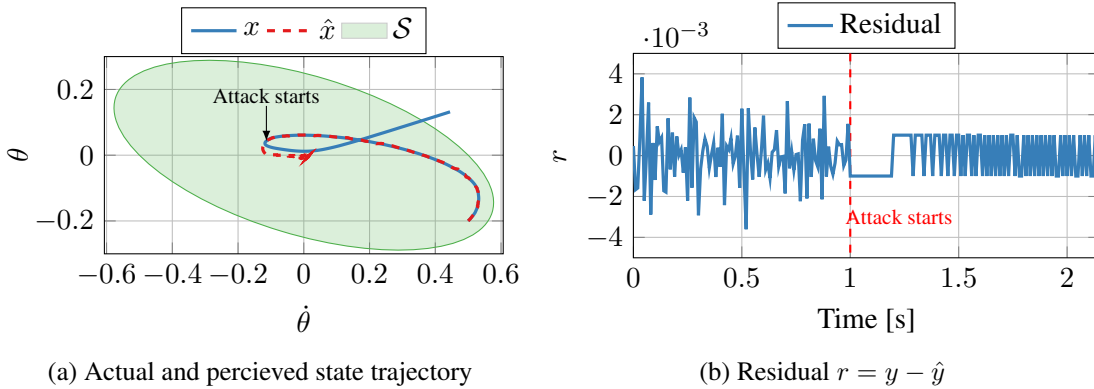 x x̂ 𝒮
Attack starts
θ
0.2
0
−0.2
−0.6 −0.4 −0.2 0 0.2 0.4 0.6
θ̇
(a) Actual and percieved state trajectory
Residual
·10⁻³
r
4
2
0
−2
−4
Attack starts
0 0.5 1 1.5 2
Time [s]
(b) Residual r = y − ŷ